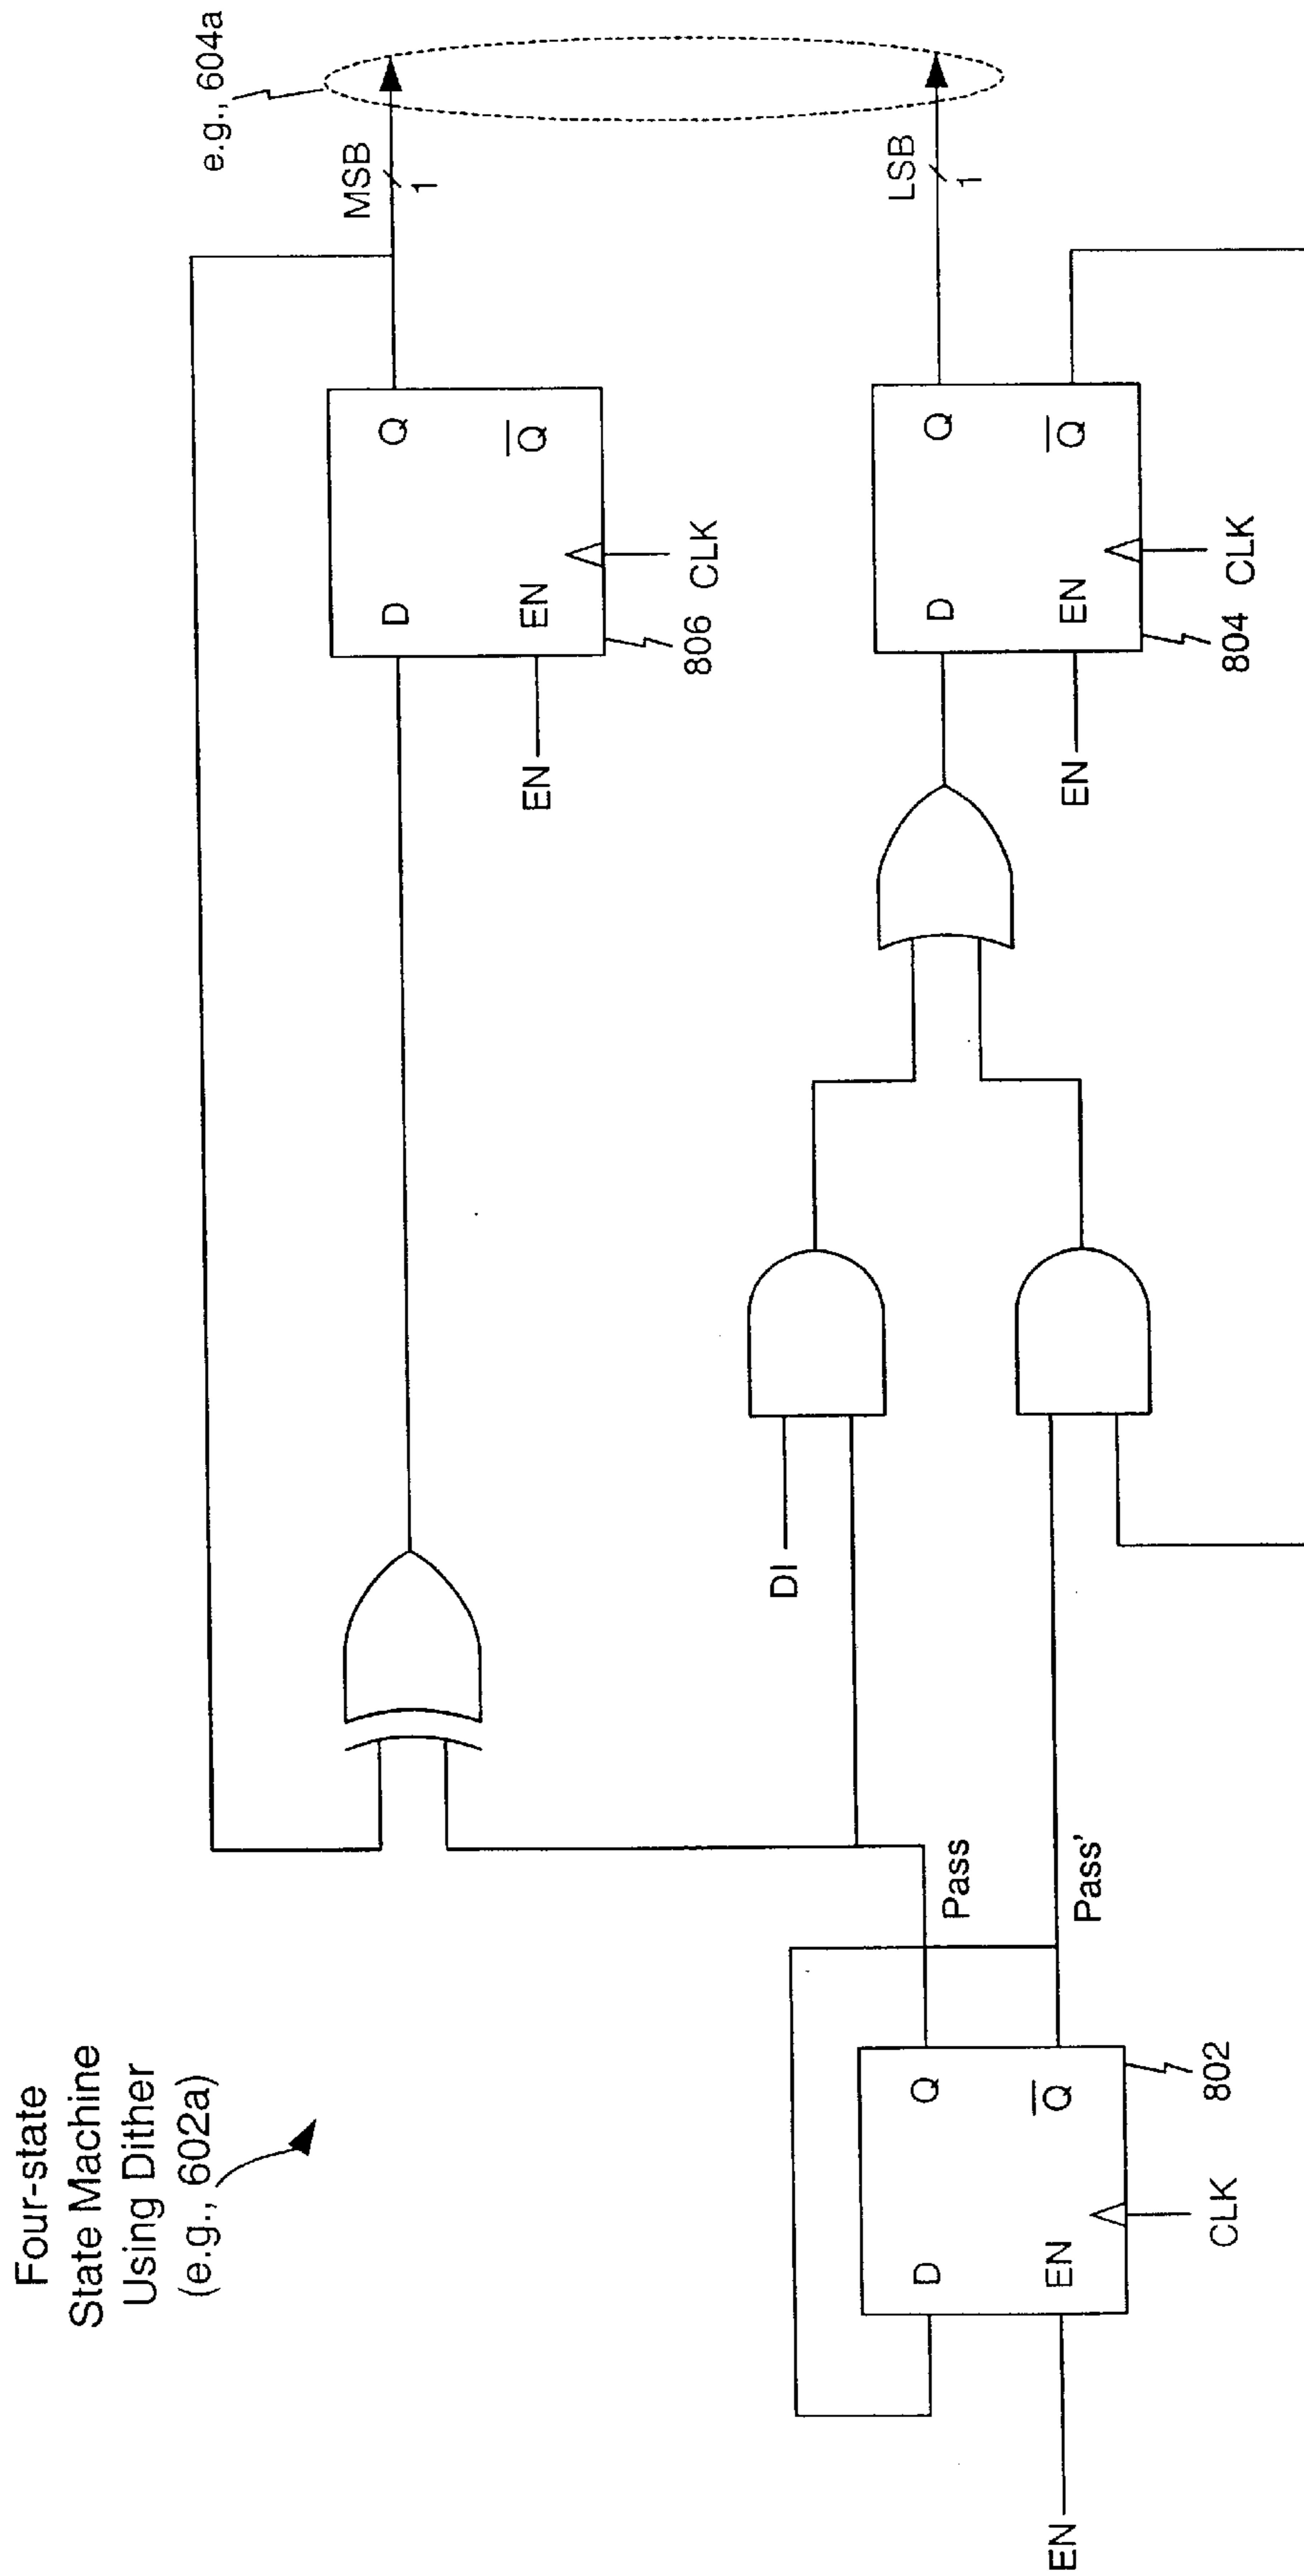 Four-state
State Machine
Using Dither
(e.g., 602a)
e.g., 604a
MSB
1
D
Q
EN
Q̅
EN
CLK
806
LSB
1
DI
D
Q
EN
Q̅
EN
CLK
804
Pass
Pass'
D
Q
EN
Q̅
EN
CLK
802